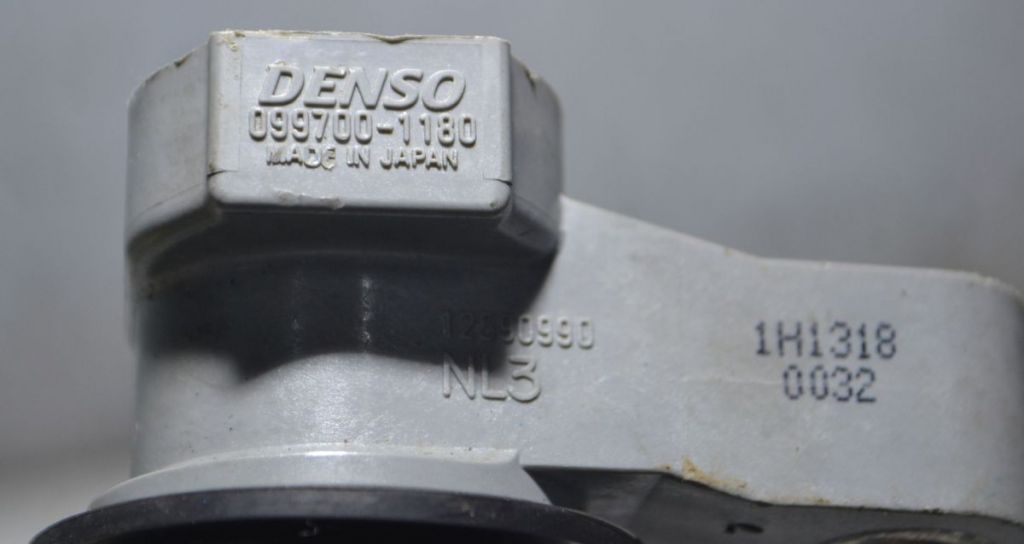 DENSO
099700-1180
MADE IN JAPAN
12590990
NL3
1H1318
0032